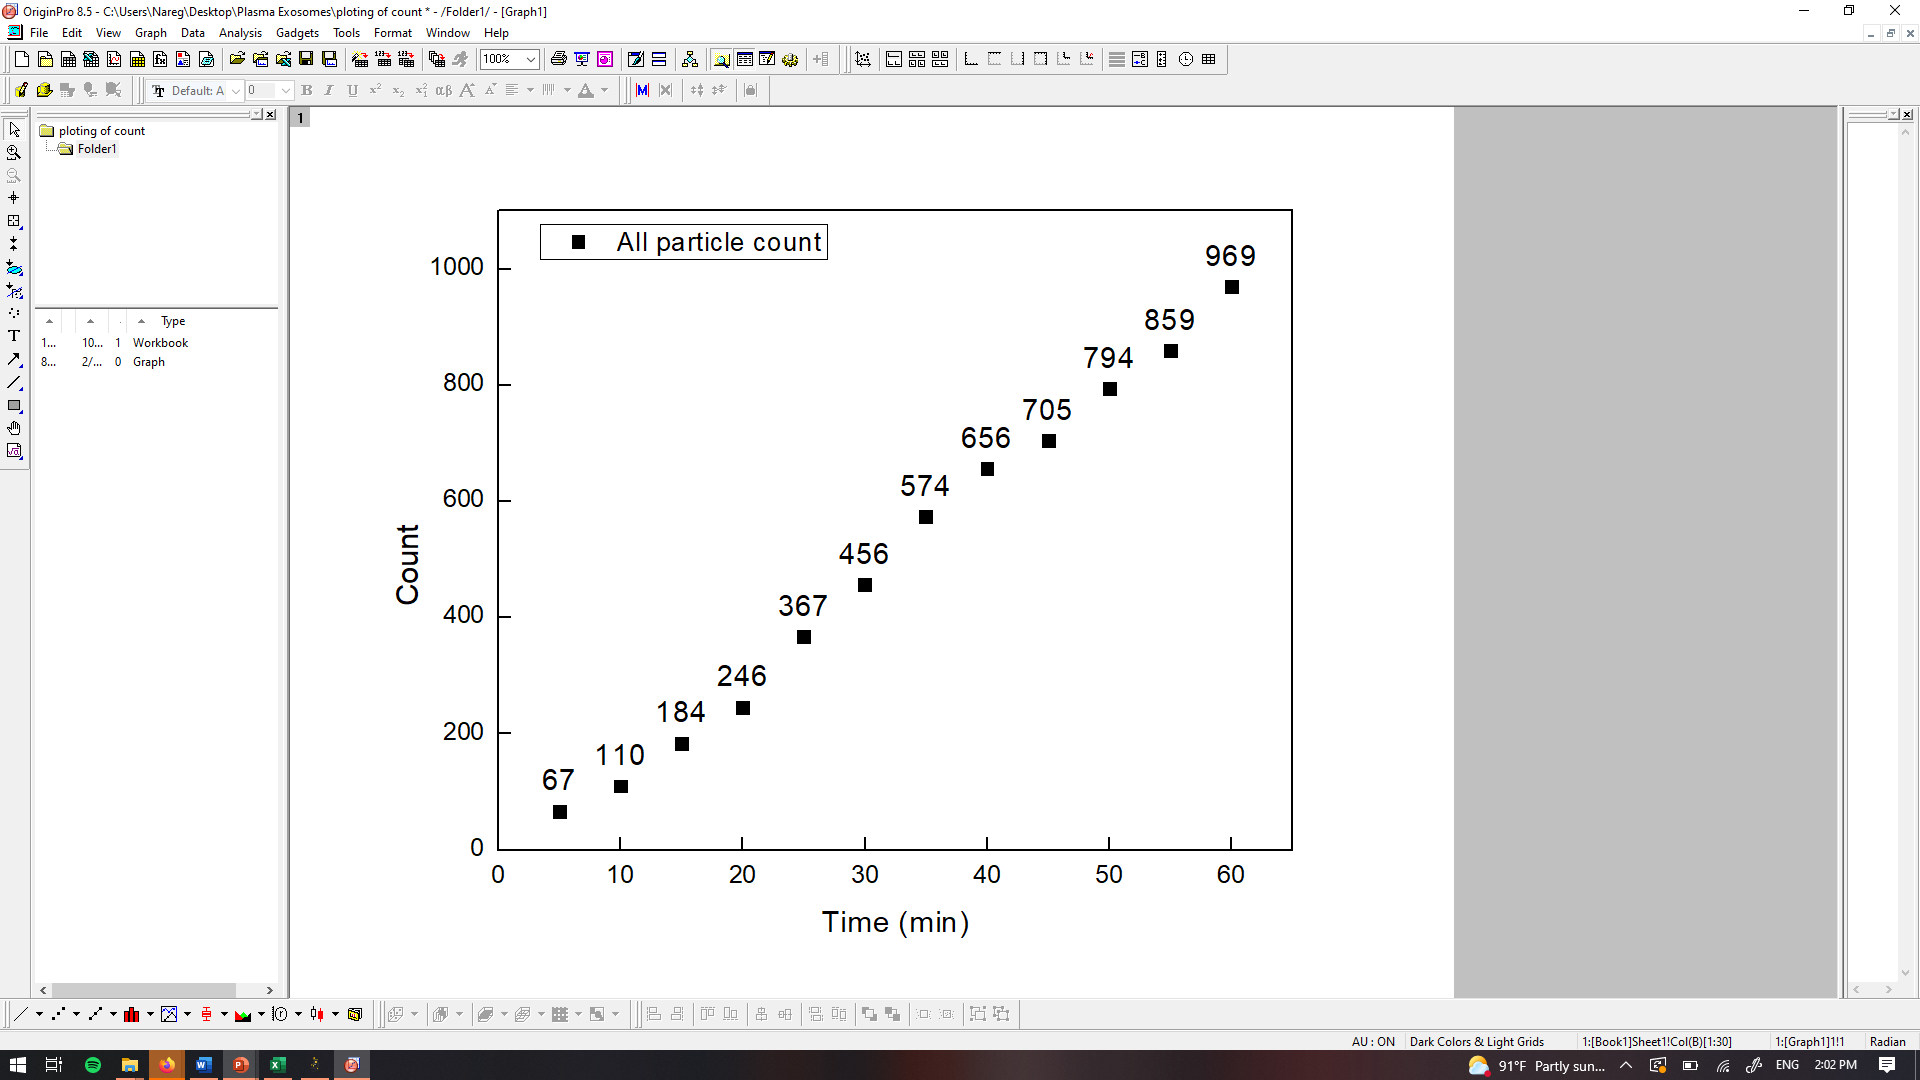 OriginPro 8.5 - C:\Users\Nareg\Desktop\Plasma Exosomes\ploting of count * - /Folder1/ - [Graph1]
File Edit View Graph Data Analysis Gadgets Tools Format Window Help
100%
Default: A 0
ploting of count
Folder1
Type
1... 10... 1 Workbook
8... 2/... 0 Graph
1
All particle count
969
859
794
705
656
574
456
367
246
184
110
67
1000
800
600
400
200
0
Count
0 10 20 30 40 50 60
Time (min)
AU : ON Dark Colors & Light Grids 1:[Book1]Sheet1!Col(B)[1:30] 1:[Graph1]1!1 Radian
91°F Partly sun... ENG 2:02 PM